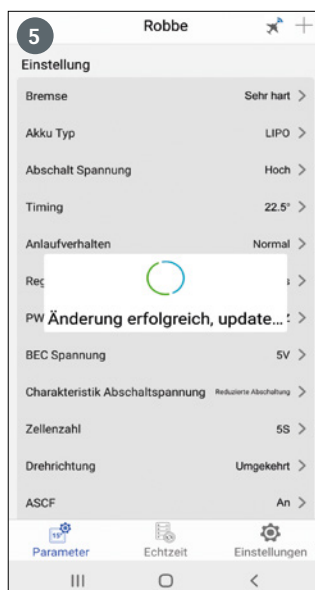 5
Robbe
Einstellung
Bremse Sehr hart
Akku Typ LIPO
Abschalt Spannung Hoch
Timing 22.5°
Anlaufverhalten Normal
Änderung erfolgreich, update...
BEC Spannung 5V
Charakteristik Abschaltspannung Reduzierte Abschaltung
Zellenzahl 5S
Drehrichtung Umgekehrt
ASCF An
15°
Parameter Echtzeit Einstellungen